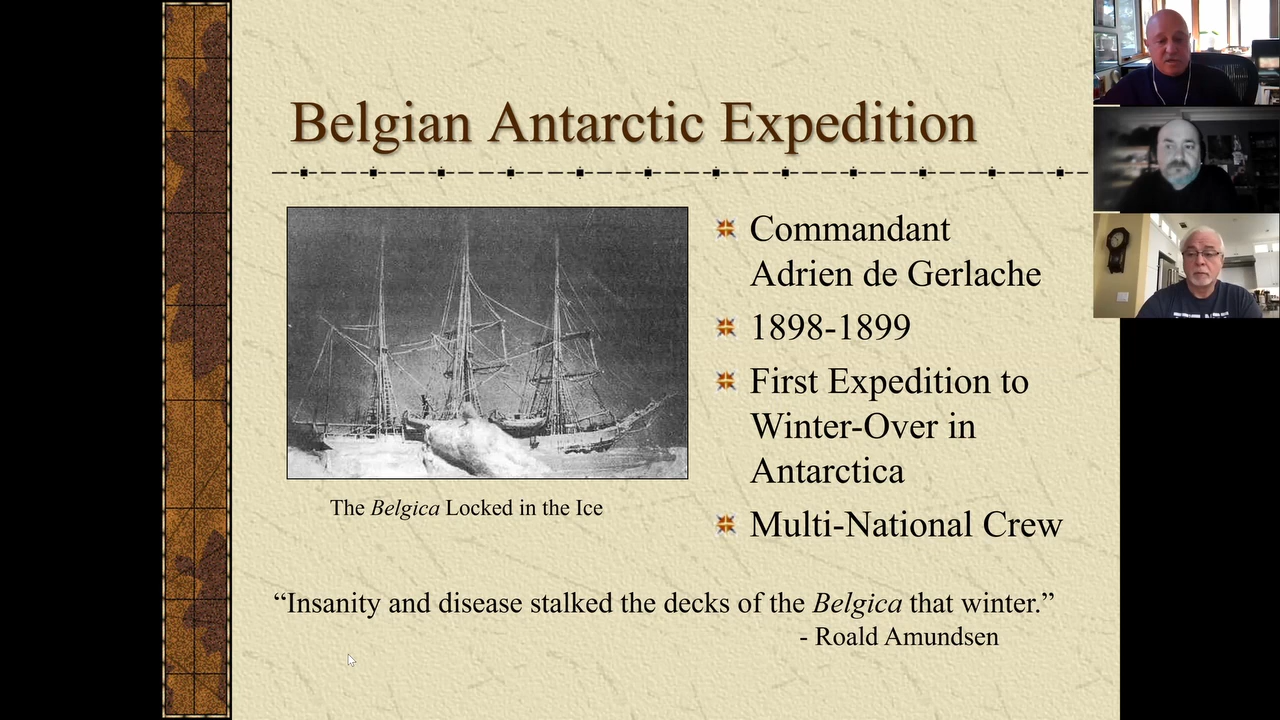 Belgian Antarctic Expedition
Commandant
Adrien de Gerlache
1898-1899
First Expedition to
Winter-Over in
Antarctica
Multi-National Crew
The Belgica Locked in the Ice
“Insanity and disease stalked the decks of the Belgica that winter.”
- Roald Amundsen